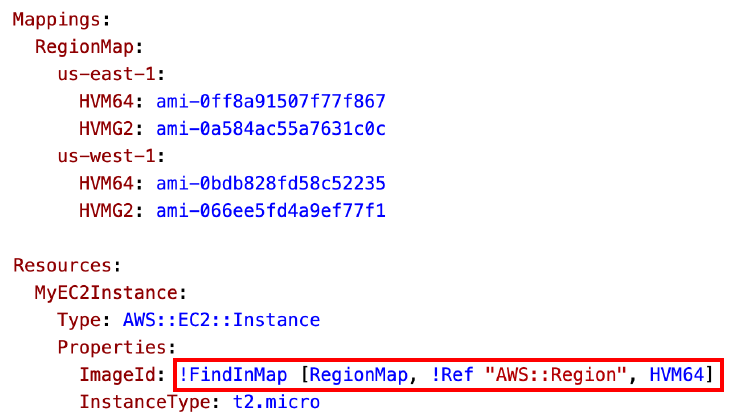 Mappings:
  RegionMap:
    us-east-1:
      HVM64: ami-0ff8a91507f77f867
      HVMG2: ami-0a584ac55a7631c0c
    us-west-1:
      HVM64: ami-0bdb828fd58c52235
      HVMG2: ami-066ee5fd4a9ef77f1

Resources:
  MyEC2Instance:
    Type: AWS::EC2::Instance
    Properties:
      ImageId: !FindInMap [RegionMap, !Ref "AWS::Region", HVM64]
      InstanceType: t2.micro